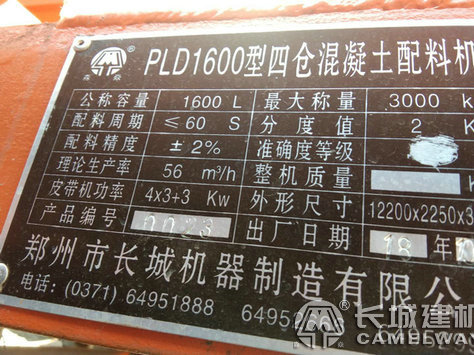 森焱
PLD1600型四仓混凝土配料机
公称容量 1600 L 最大称量 3000 k
配料周期 ≤60 S 分度值 2 K
配料精度 ±2% 准确度等级
理论生产率 56 m³/h 整机质量
皮带机功率 4x3+3 Kw 外形尺寸 12200x2250x3
产品编号 0023 出厂日期 18年
郑州市长城机器制造有限公
电话: (0371) 64951888
长城建机
CAMELWAY